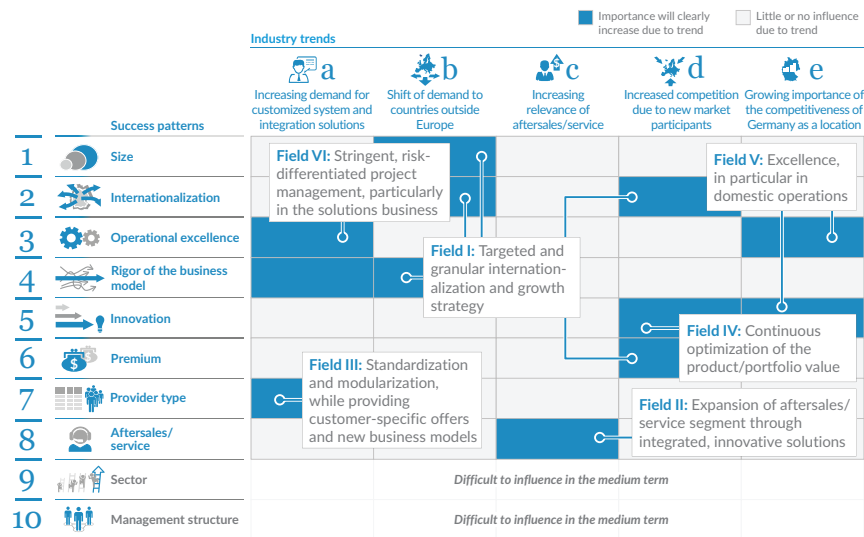 Importance will clearly
increase due to trend
Little or no influence
due to trend
Industry trends
a
b
c
d
e
Increasing demand for
customized system and
integration solutions
Shift of demand to
countries outside
Europe
Increasing
relevance of
aftersales/service
Increased competition
due to new market
participants
Growing importance of
the competitiveness of
Germany as a location
Success patterns
1
Size
2
Internationalization
3
Operational excellence
4
Rigor of the business
model
5
Innovation
6
Premium
$
$
7
Provider type
8
Aftersales/
service
9
Sector
10
Management structure
Field VI: Stringent, risk-
differentiated project
management, particularly
in the solutions business
Field V: Excellence,
in particular in
domestic operations
Field I: Targeted and
granular internation-
alization and growth
strategy
Field IV: Continuous
optimization of the
product/portfolio value
Field III: Standardization
and modularization,
while providing
customer-specific offers
and new business models
Field II: Expansion of aftersales/
service segment through
integrated, innovative solutions
Difficult to influence in the medium term
Difficult to influence in the medium term